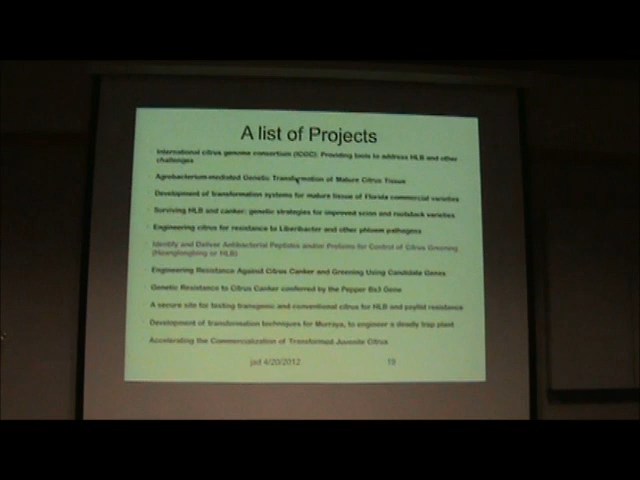 A list of Projects
International citrus genome consortium (ICGC): Providing tools to address HLB and other
challenges
Agrobacterium-mediated Genetic Transformation of Mature Citrus Tissue
Development of transformation systems for mature tissue of Florida commercial varieties
Surviving HLB and canker: genetic strategies for improved scion and rootstock varieties
Engineering citrus for resistance to Liberibacter and other phloem pathogens
Identify and Deliver Antibacterial Peptides and/or Proteins for Control of Citrus Greening
(Huanglongbing or HLB)
Engineering Resistance Against Citrus Canker and Greening Using Candidate Genes
Genetic Resistance to Citrus Canker conferred by the Pepper Bs3 Gene
A secure site for testing transgenic and conventional citrus for HLB and psyllid resistance
Development of transformation techniques for Murraya, to engineer a deadly trap plant
Accelerating the Commercialization of Transformed Juvenile Citrus
4/20/2012 19